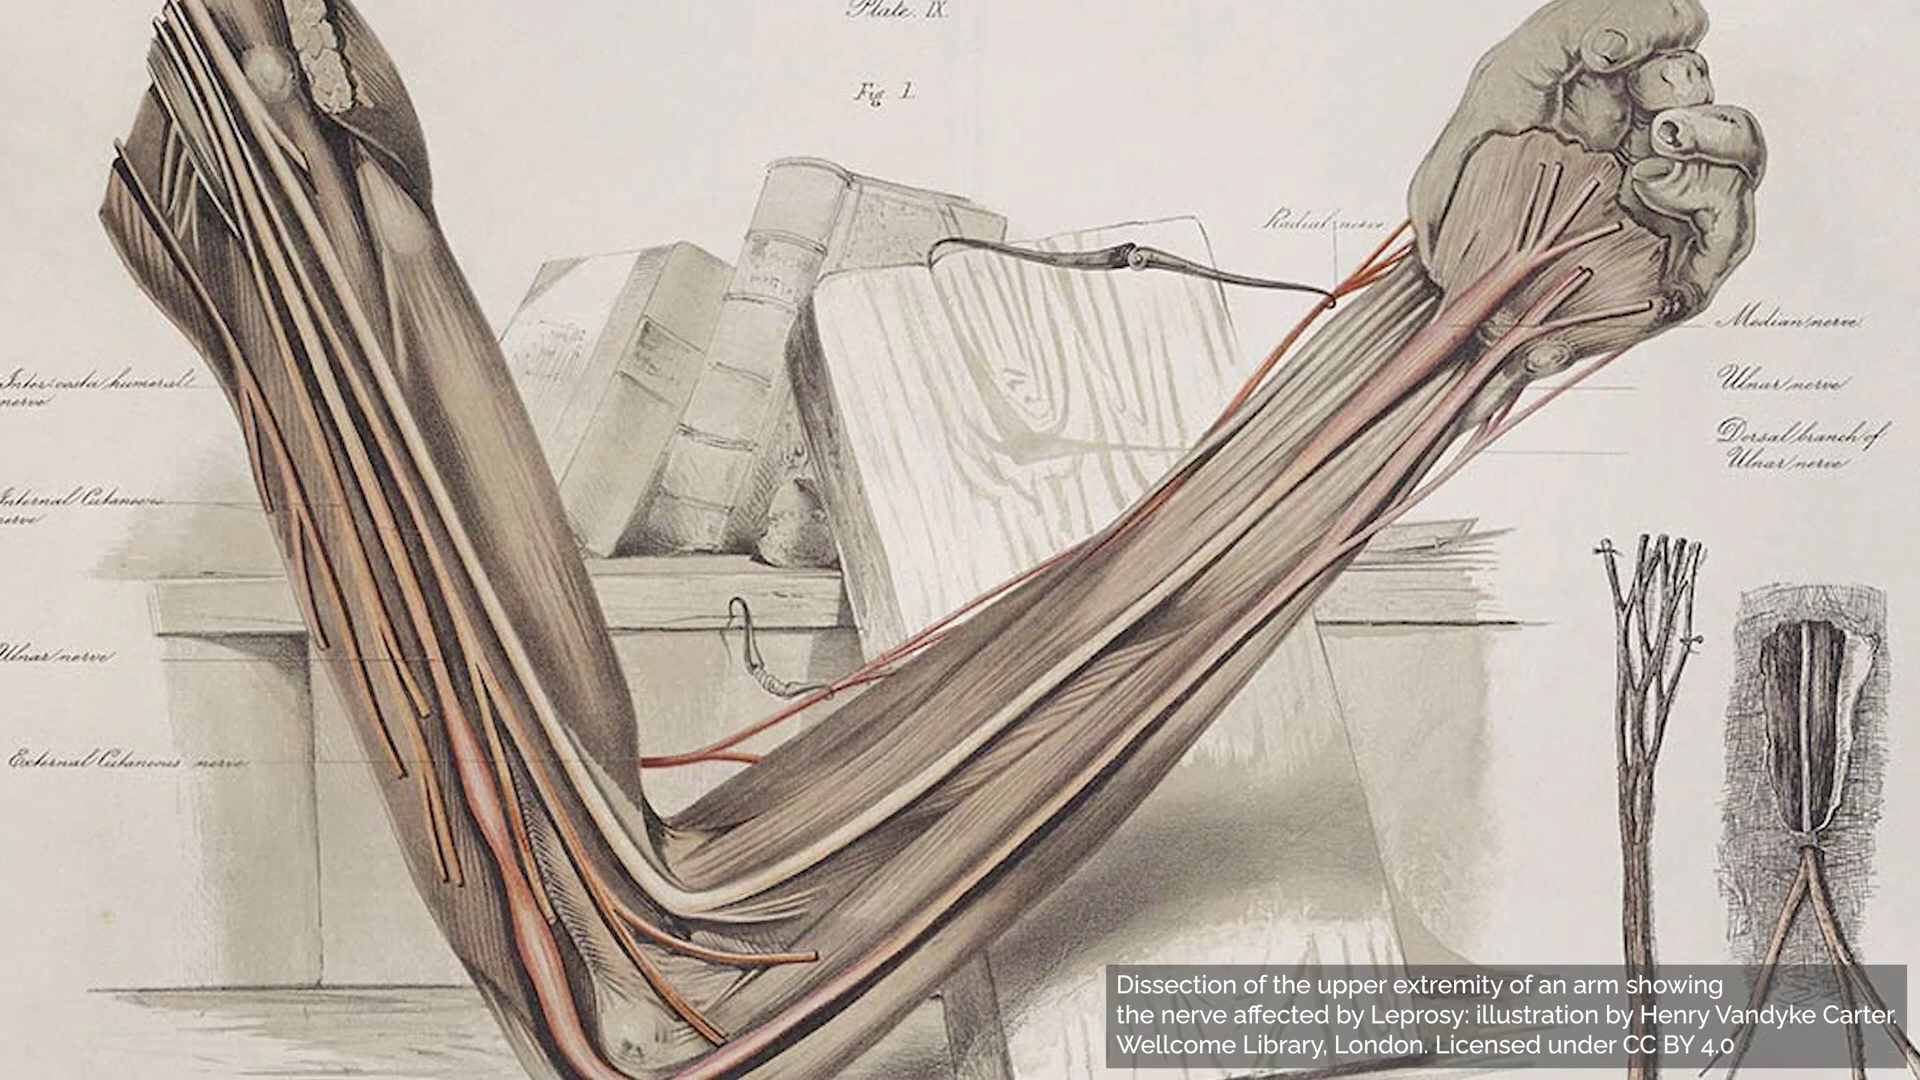 Plate. IX.
Fig 1.
Radial nerve
Median nerve
Ulnar nerve
Dorsal branch of
Ulnar nerve
Inter costa humeral
nerve
Internal Cutaneous
nerve
Ulnar nerve
External Cutaneous nerve
Dissection of the upper extremity of an arm showing
the nerve affected by Leprosy: illustration by Henry Vandyke Carter.
Wellcome Library, London. Licensed under CC BY 4.0